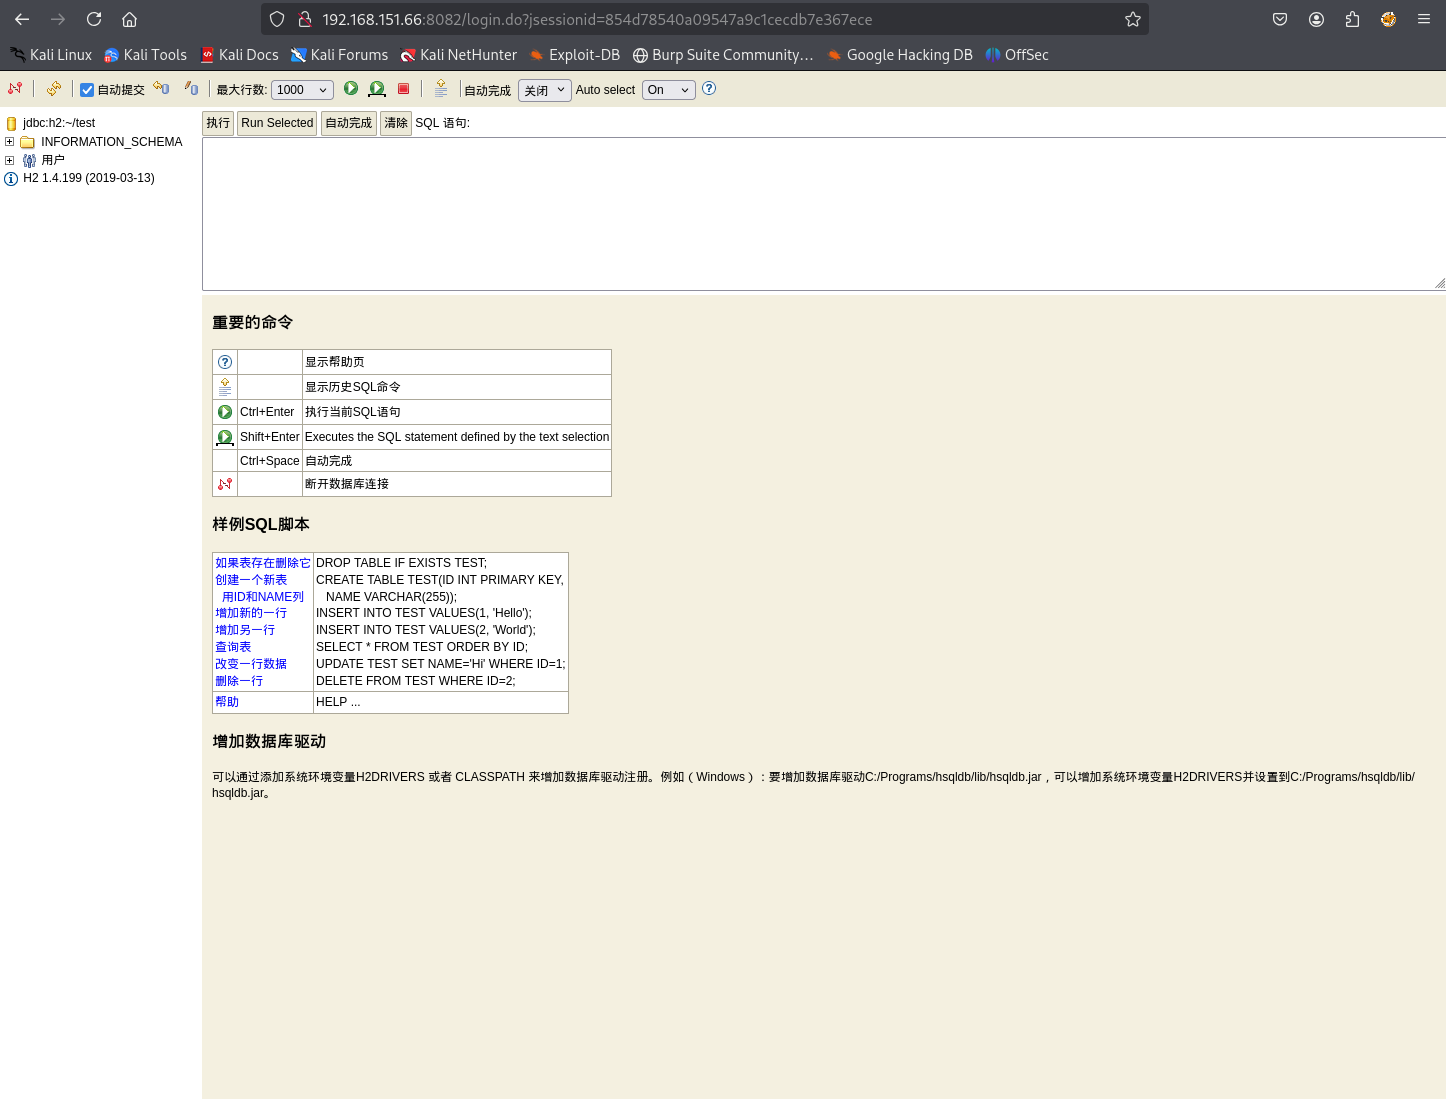 192.168.151.66:8082/login.do?jsessionid=854d78540a09547a9c1cecdb7e367ece
Kali Linux Kali Tools Kali Docs Kali Forums Kali NetHunter Exploit-DB Burp Suite Community... Google Hacking DB OffSec
自动提交 最大行数: 1000 自动完成 关闭 Auto select On
jdbc:h2:~/test
INFORMATION_SCHEMA
用户
H2 1.4.199 (2019-03-13)
执行 Run Selected 自动完成 清除 SQL 语句:
重要的命令
显示帮助页
显示历史SQL命令
Ctrl+Enter 执行当前SQL语句
Shift+Enter Executes the SQL statement defined by the text selection
Ctrl+Space 自动完成
断开数据库连接
样例SQL脚本
如果表存在删除它 DROP TABLE IF EXISTS TEST;
创建一个新表 CREATE TABLE TEST(ID INT PRIMARY KEY,
用ID和NAME列 NAME VARCHAR(255));
增加新的一行 INSERT INTO TEST VALUES(1, 'Hello');
增加另一行 INSERT INTO TEST VALUES(2, 'World');
查询表 SELECT * FROM TEST ORDER BY ID;
改变一行数据 UPDATE TEST SET NAME='Hi' WHERE ID=1;
删除一行 DELETE FROM TEST WHERE ID=2;
帮助 HELP ...
增加数据库驱动
可以通过添加系统环境变量H2DRIVERS 或者 CLASSPATH 来增加数据库驱动注册。例如（Windows）：要增加数据库驱动C:/Programs/hsqldb/lib/hsqldb.jar，可以增加系统环境变量H2DRIVERS并设置到C:/Programs/hsqldb/lib/
hsqldb.jar。